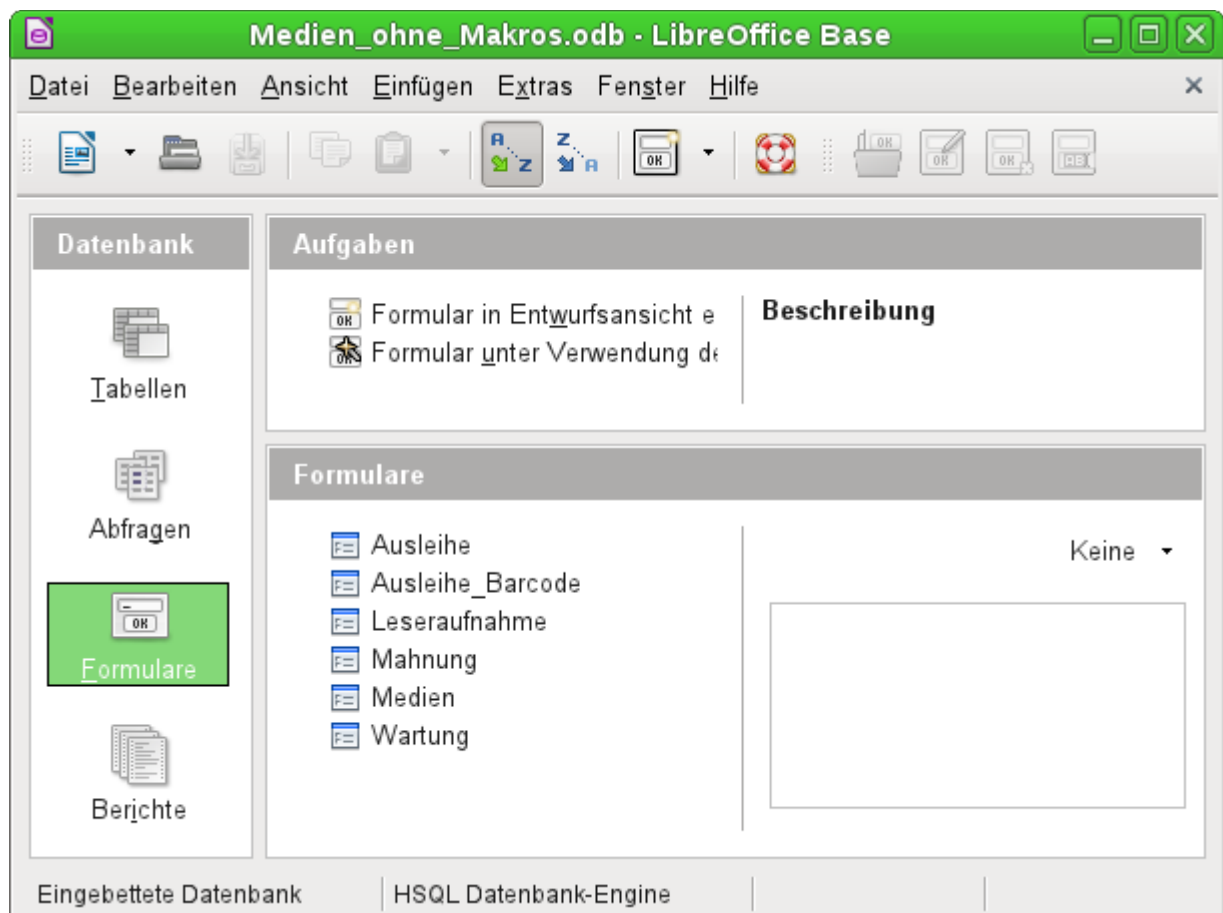 Medien_ohne_Makros.odb - LibreOffice Base
Datei Bearbeiten Ansicht Einfügen Extras Fenster Hilfe
Datenbank
Tabellen
Abfragen
Formulare
Berichte
Aufgaben
Formular in Entwurfsansicht e
Formular unter Verwendung de
Beschreibung
Formulare
Ausleihe
Ausleihe_Barcode
Leseraufnahme
Mahnung
Medien
Wartung
Keine
Eingebettete Datenbank
HSQL Datenbank-Engine